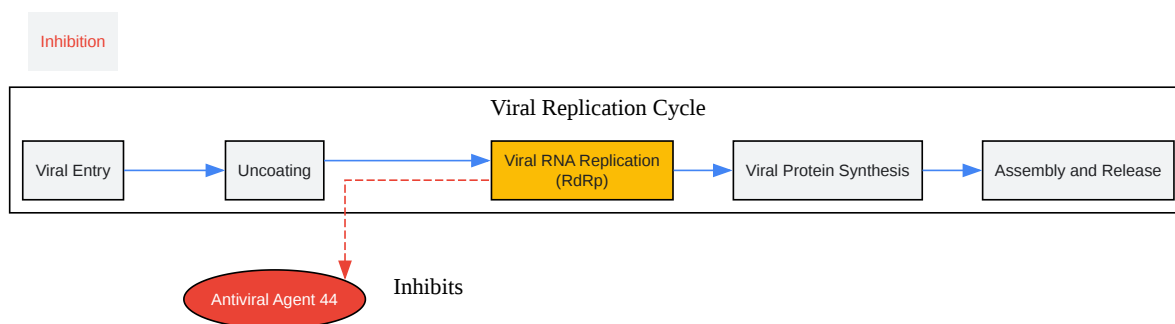 Inhibition
Viral Replication Cycle
Viral Entry
Uncoating
Viral RNA Replication
(RdRp)
Viral Protein Synthesis
Assembly and Release
Antiviral Agent 44
Inhibits